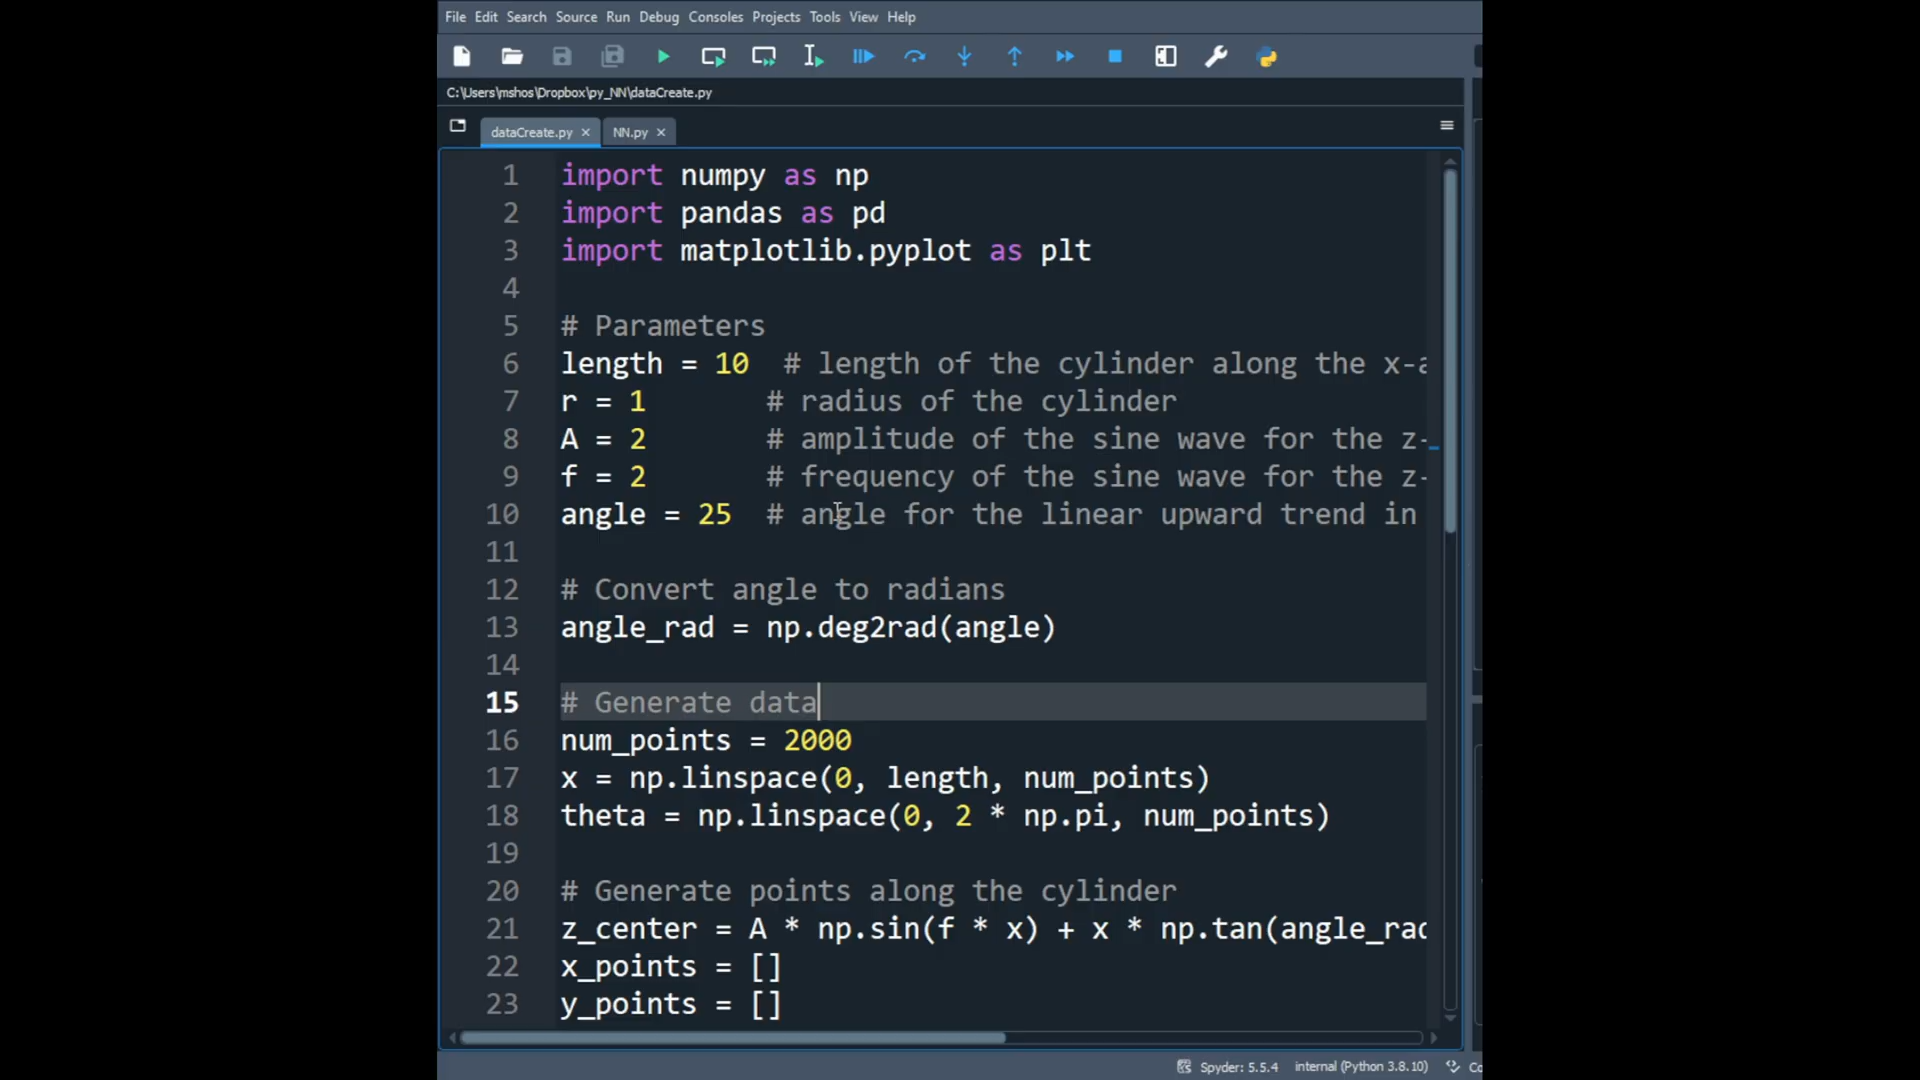 File Edit Search Source Run Debug Consoles Projects Tools View Help
C:\Users\mshos\Dropbox\py_NN\dataCreate.py
dataCreate.py NN.py
1 import numpy as np
2 import pandas as pd
3 import matplotlib.pyplot as plt
4
5 # Parameters
6 length = 10 # length of the cylinder along the x-a
7 r = 1 # radius of the cylinder
8 A = 2 # amplitude of the sine wave for the z-
9 f = 2 # frequency of the sine wave for the z-
10 angle = 25 # angle for the linear upward trend in
11
12 # Convert angle to radians
13 angle_rad = np.deg2rad(angle)
14
15 # Generate data
16 num_points = 2000
17 x = np.linspace(0, length, num_points)
18 theta = np.linspace(0, 2 * np.pi, num_points)
19
20 # Generate points along the cylinder
21 z_center = A * np.sin(f * x) + x * np.tan(angle_rad
22 x_points = []
23 y_points = []
Spyder: 5.5.4 internal (Python 3.8.10) Co